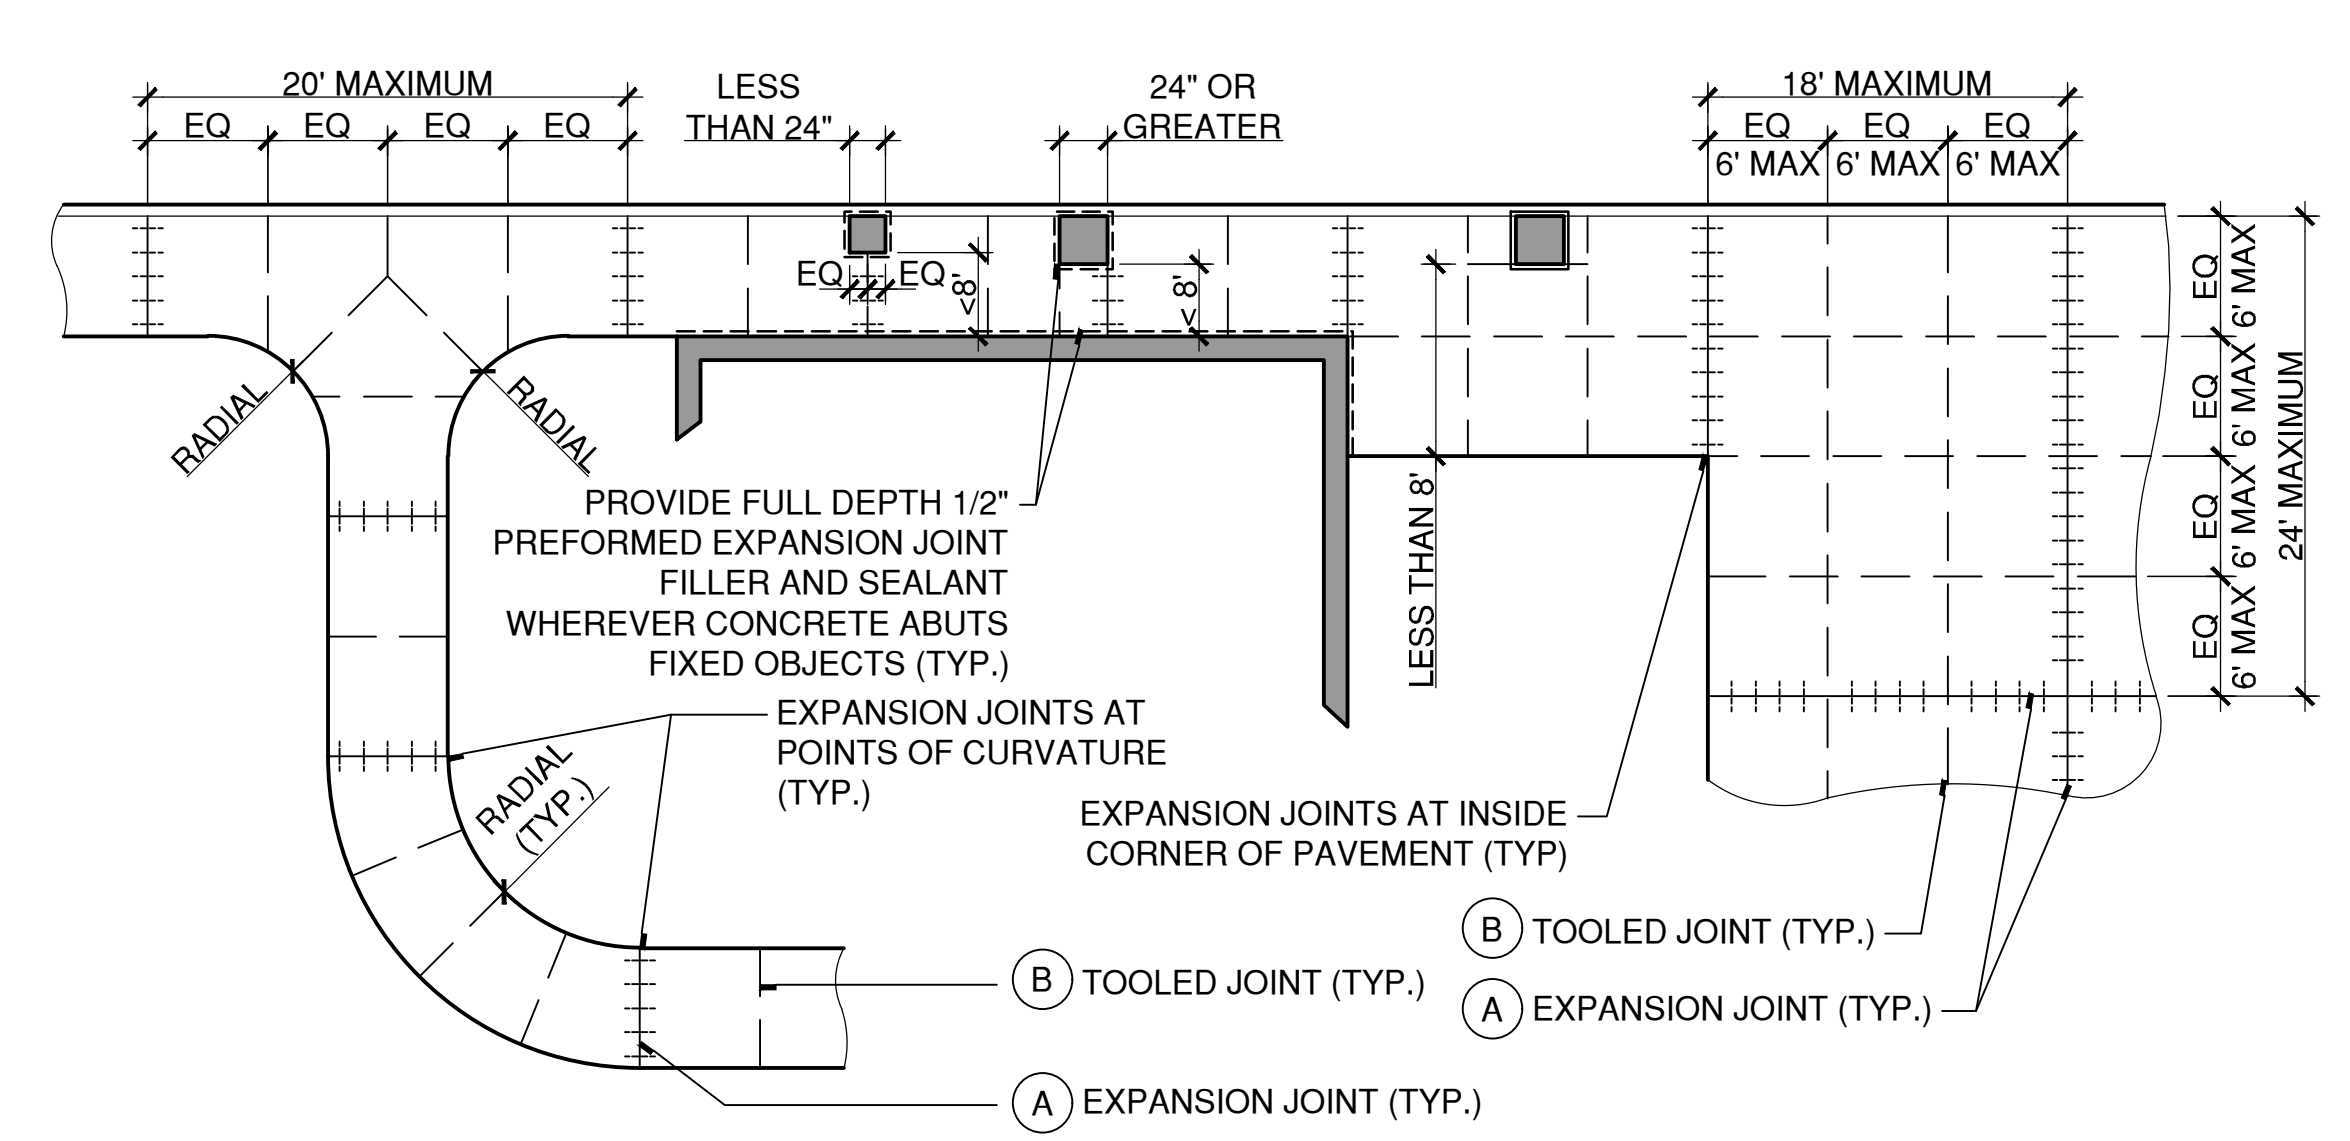 20' MAXIMUM
EQ EQ EQ EQ
LESS
THAN 24"
24" OR
GREATER
18' MAXIMUM
EQ EQ EQ
6' MAX 6' MAX 6' MAX
EQ EQ
<8'
<8'
EQ
EQ
EQ
EQ
6' MAX 6' MAX 6' MAX 6' MAX
24' MAXIMUM
RADIAL
RADIAL
PROVIDE FULL DEPTH 1/2"
PREFORMED EXPANSION JOINT
FILLER AND SEALANT
WHEREVER CONCRETE ABUTS
FIXED OBJECTS (TYP.)
LESS THAN 8'
EXPANSION JOINTS AT
POINTS OF CURVATURE
(TYP.)
RADIAL
(TYP.)
EXPANSION JOINTS AT INSIDE
CORNER OF PAVEMENT (TYP)
B TOOLED JOINT (TYP.)
A EXPANSION JOINT (TYP.)
B TOOLED JOINT (TYP.)
A EXPANSION JOINT (TYP.)